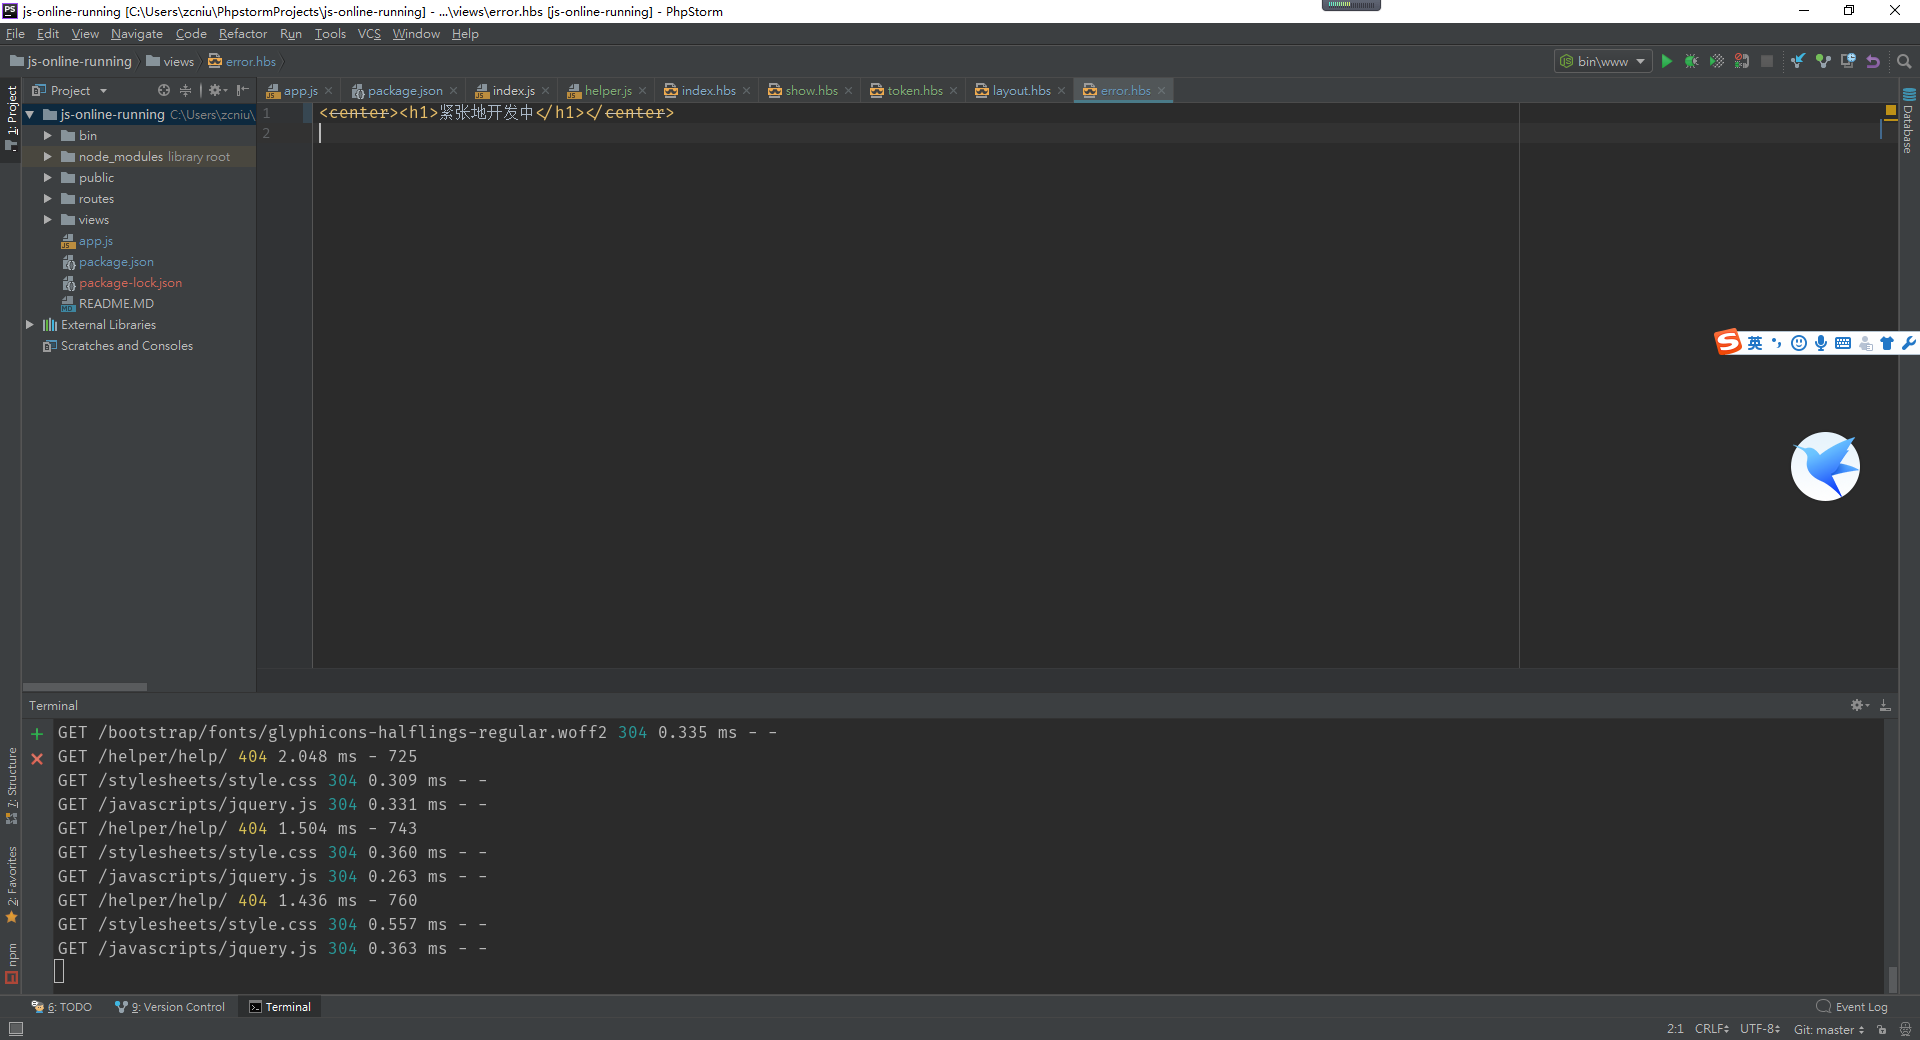 PS js-online-running [C:\Users\zcniu\PhpstormProjects\js-online-running] - ...\views\error.hbs [js-online-running] - PhpStorm
File Edit View Navigate Code Refactor Run Tools VCS Window Help
js-online-running views error.hbs bin\www
Project app.js package.json index.js helper.js index.hbs show.hbs token.hbs layout.hbs error.hbs
1: Project
Database
js-online-running C:\Users\zcniu\
bin
node_modules library root
public
routes
views
app.js
package.json
package-lock.json
README.MD
External Libraries
Scratches and Consoles
1 <center><h1>紧张地开发中</h1></center>
2
S 英
Terminal
GET /bootstrap/fonts/glyphicons-halflings-regular.woff2 304 0.335 ms - -
GET /helper/help/ 404 2.048 ms - 725
GET /stylesheets/style.css 304 0.309 ms - -
GET /javascripts/jquery.js 304 0.331 ms - -
GET /helper/help/ 404 1.504 ms - 743
GET /stylesheets/style.css 304 0.360 ms - -
GET /javascripts/jquery.js 304 0.263 ms - -
GET /helper/help/ 404 1.436 ms - 760
GET /stylesheets/style.css 304 0.557 ms - -
GET /javascripts/jquery.js 304 0.363 ms - -
7: Structure
2: Favorites
npm
6: TODO 9: Version Control Terminal Event Log
2:1 CRLF UTF-8 Git: master